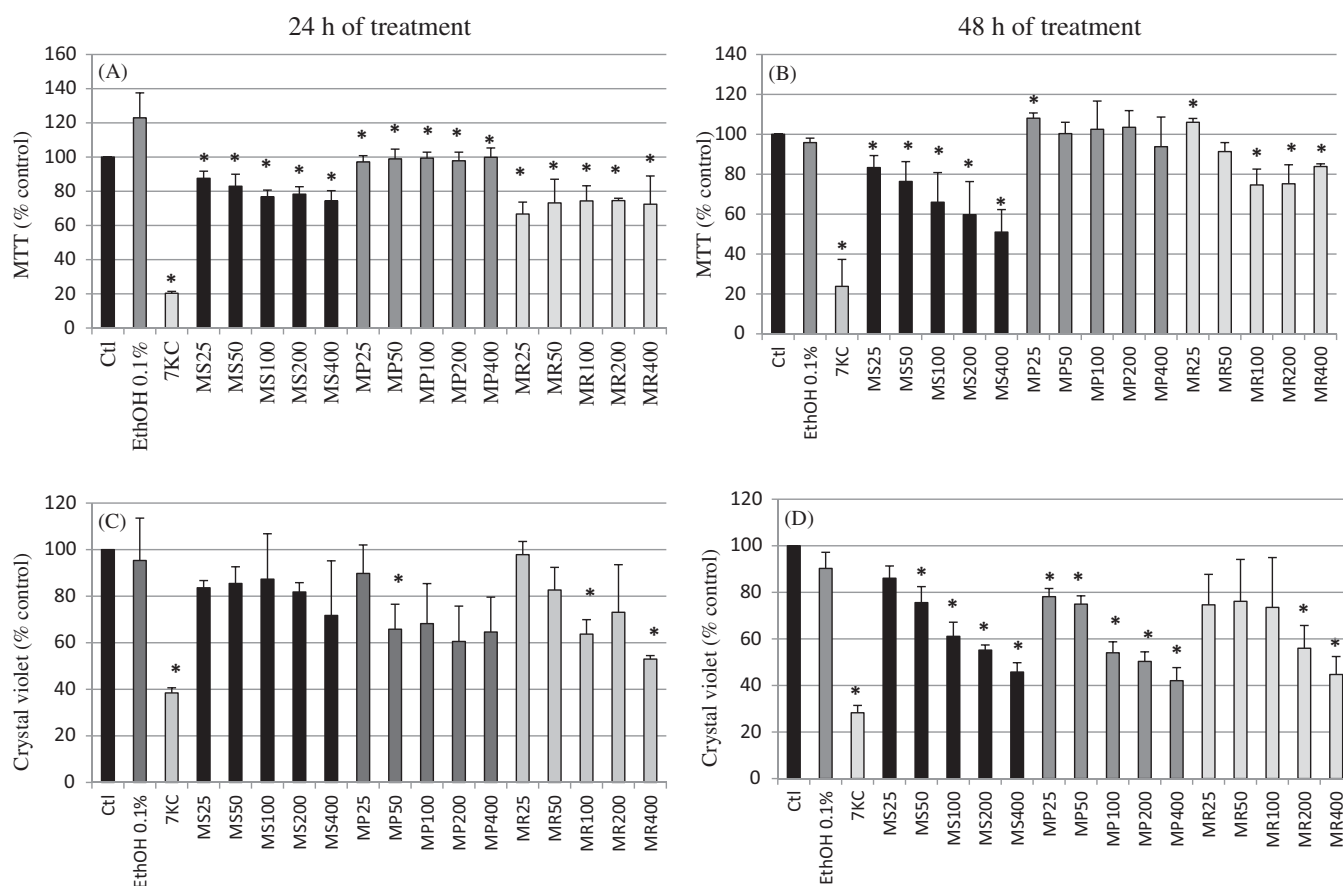 24 h of treatment
48 h of treatment
(A)
MTT (% control)
160
140
120
100
80
60
40
20
0
* * * * * * * * * * * * * * * *
Ctl
EthOH 0.1%
7KC
MS25
MS50
MS100
MS200
MS400
MP25
MP50
MP100
MP200
MP400
MR25
MR50
MR100
MR200
MR400
(B)
MTT (% control)
140
120
100
80
60
40
20
0
* * * * * * * * * * *
Ctl
EthOH 0.1%
7KC
MS25
MS50
MS100
MS200
MS400
MP25
MP50
MP100
MP200
MP400
MR25
MR50
MR100
MR200
MR400
(C)
Crystal violet (% control)
120
100
80
60
40
20
0
* * * *
Ctl
EthOH 0.1%
7KC
MS25
MS50
MS100
MS200
MS400
MP25
MP50
MP100
MP200
MP400
MR25
MR50
MR100
MR200
MR400
(D)
Crystal violet (% control)
120
100
80
60
40
20
0
* * * * * * * * * * * *
Ctl
EthOH 0.1%
7KC
MS25
MS50
MS100
MS200
MS400
MP25
MP50
MP100
MP200
MP400
MR25
MR50
MR100
MR200
MR400